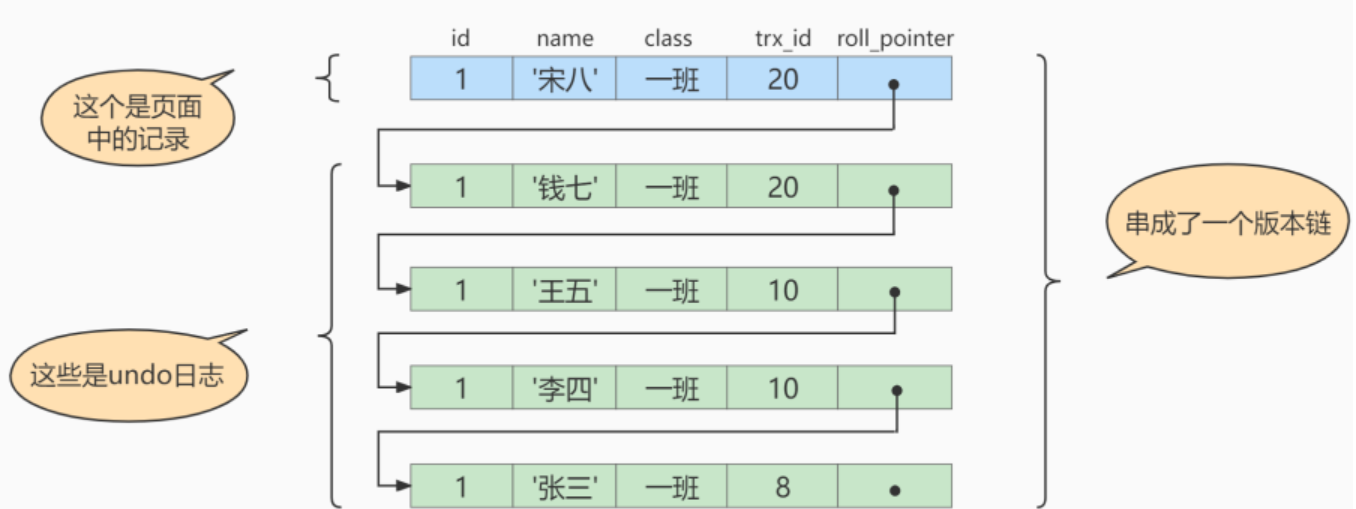 id name class trx_id roll_pointer
1 '宋八' 一班 20
这个是页面
中的记录
1 '钱七' 一班 20
串成了一个版本链
1 '王五' 一班 10
这些是undo日志
1 '李四' 一班 10
1 '张三' 一班 8